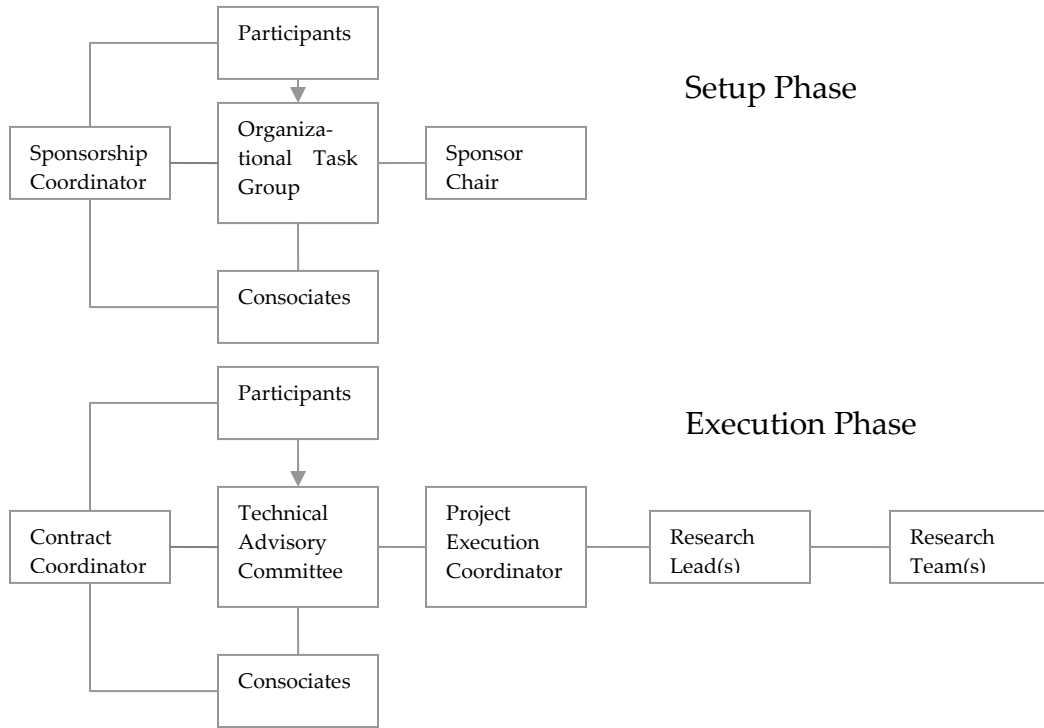 Participants
Setup Phase
Organiza-
tional Task
Group
Sponsorship
Coordinator
Sponsor
Chair
Consociates
Participants
Execution Phase
Technical
Advisory
Committee
Contract
Coordinator
Project
Execution
Coordinator
Research
Lead(s)
Research
Team(s)
Consociates